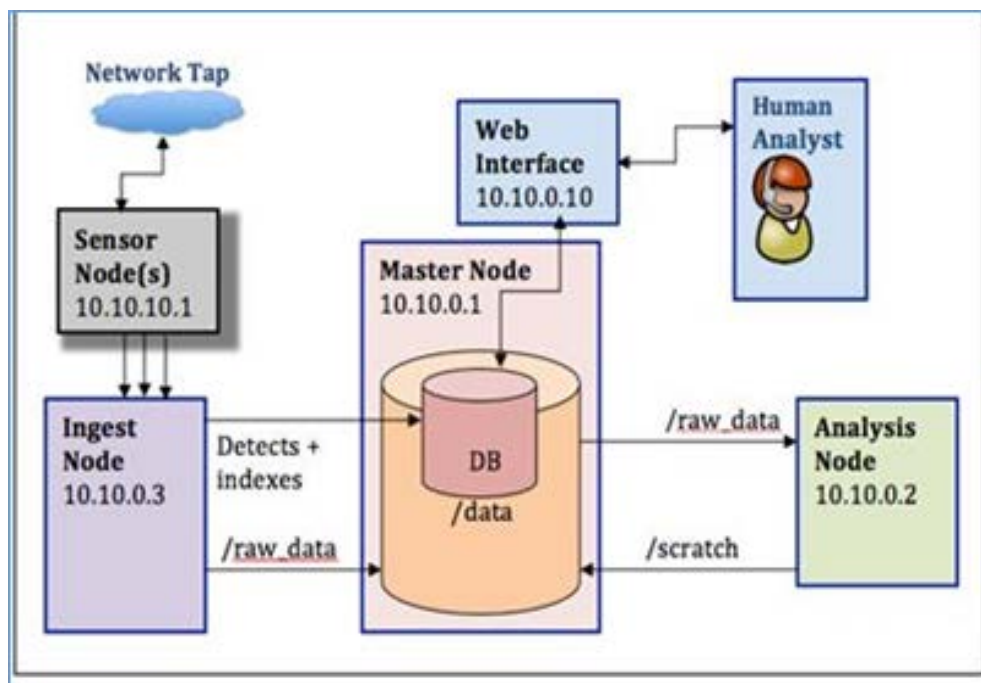 Network Tap
Sensor
Node(s)
10.10.10.1
Web
Interface
10.10.0.10
Human
Analyst
Master Node
10.10.0.1
Ingest
Node
10.10.0.3
Detects +
indexes
/raw_data
DB
/data
/raw_data
/scratch
Analysis
Node
10.10.0.2